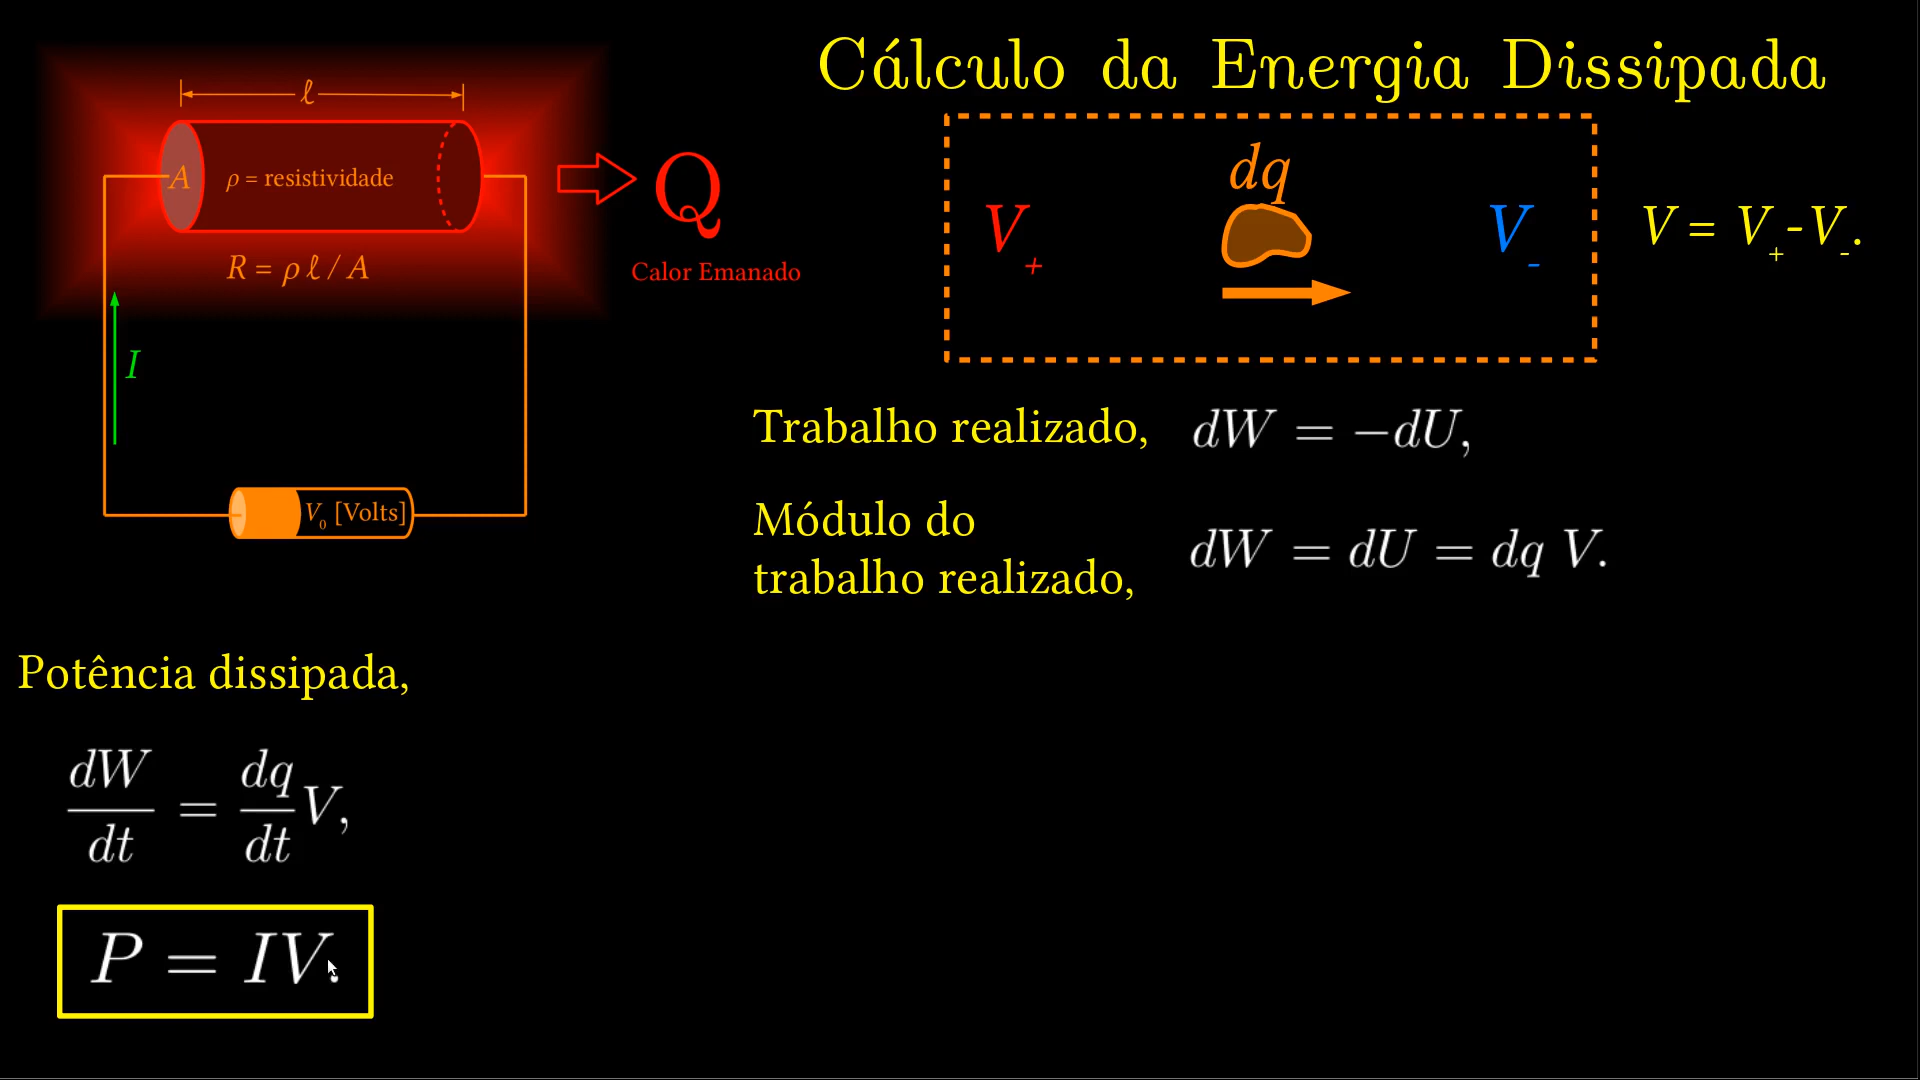 Cálculo da Energia Dissipada
ℓ
A
ρ = resistividade
R = ρ ℓ / A
Q
Calor Emanado
I
V₀ [Volts]
dq
V₊
V₋
V = V₊-V₋.
Trabalho realizado, dW = −dU,
Módulo do
trabalho realizado, dW = dU = dq V.
Potência dissipada,
dW/dt = dq/dt V,
P = IV.